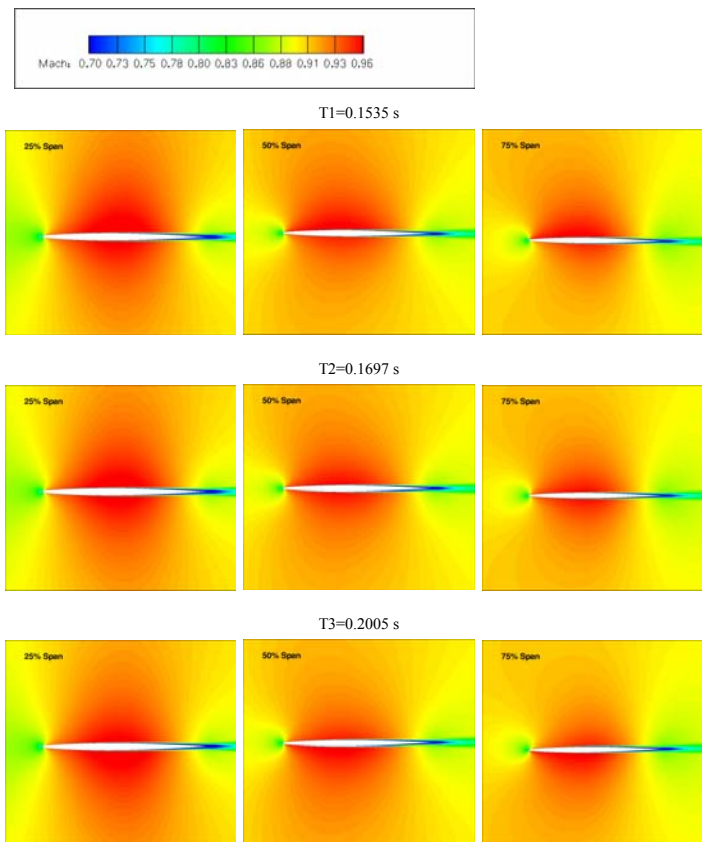 Mach: 0.70 0.73 0.75 0.78 0.80 0.83 0.86 0.88 0.91 0.93 0.96
T1=0.1535 s
25% Span 50% Span 75% Span
T2=0.1697 s
25% Span 50% Span 75% Span
T3=0.2005 s
25% Span 50% Span 75% Span